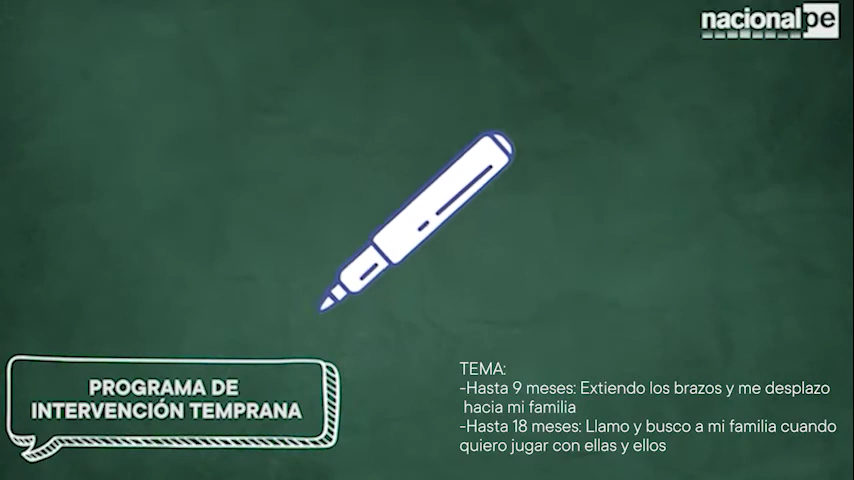 nacionalpe
PROGRAMA DE
INTERVENCIÓN TEMPRANA
TEMA:
-Hasta 9 meses: Extiendo los brazos y me desplazo
hacia mi familia
-Hasta 18 meses: Llamo y busco a mi familia cuando
quiero jugar con ellas y ellos